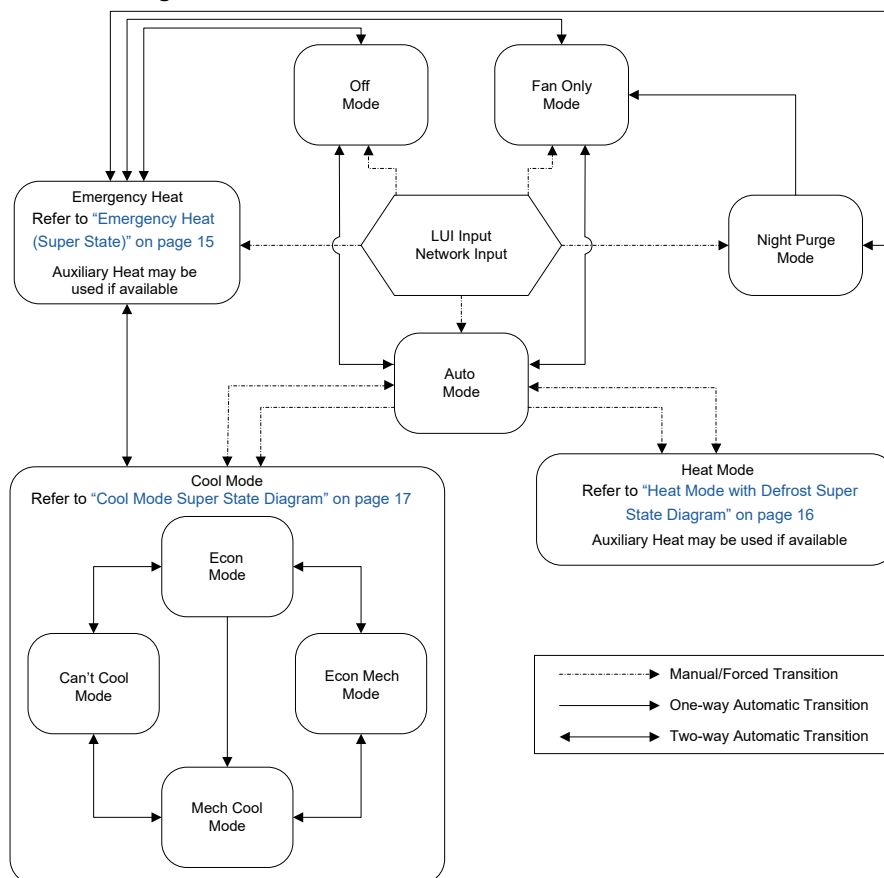 Off
Mode
Fan Only
Mode
Emergency Heat
Refer to “Emergency Heat
(Super State)” on page 15
Auxiliary Heat may be
used if available
LUI Input
Network Input
Night Purge
Mode
Auto
Mode
Cool Mode
Refer to “Cool Mode Super State Diagram” on page 17
Heat Mode
Refer to “Heat Mode with Defrost Super
State Diagram” on page 16
Auxiliary Heat may be used if available
Econ
Mode
Can’t Cool
Mode
Econ Mech
Mode
Mech Cool
Mode
Manual/Forced Transition
One-way Automatic Transition
Two-way Automatic Transition